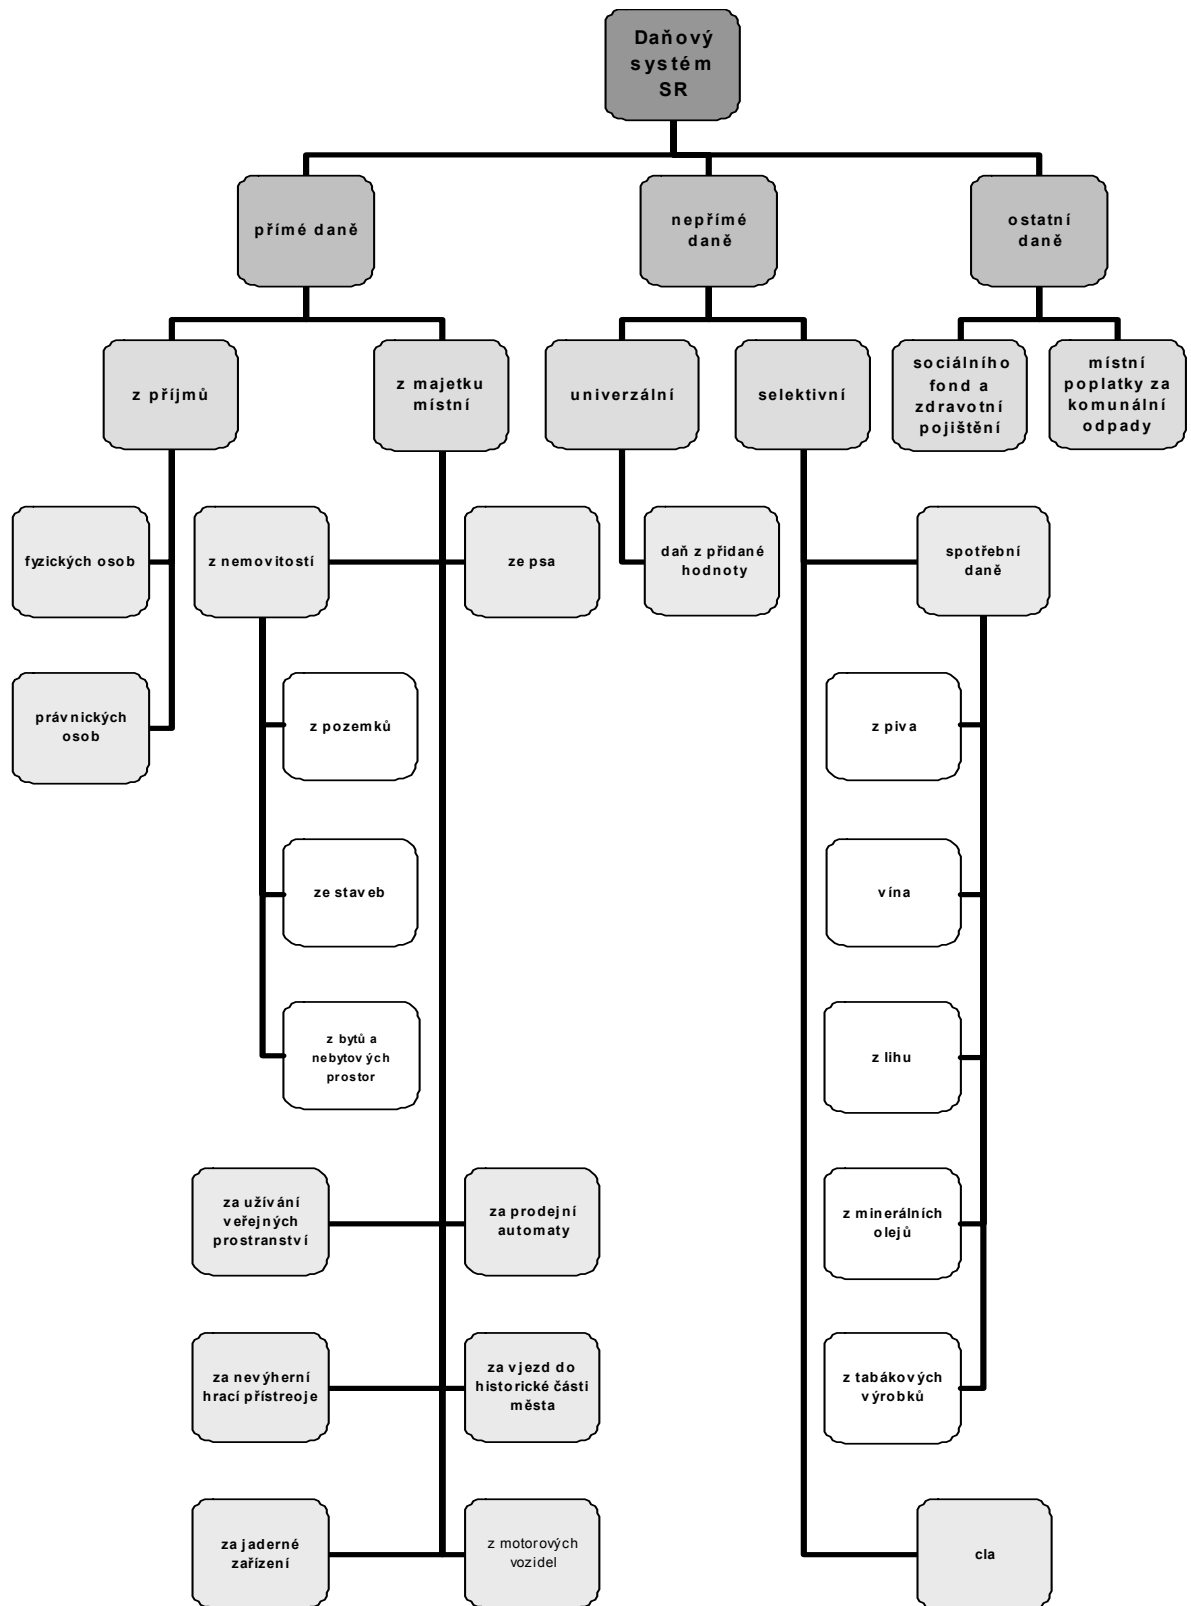 Daňový
systém
SR
přímé daně
nepřímé
daně
ostatní
daně
z příjmů
z majetku
místní
univerzální
selektivní
sociálního
fond a
zdravotní
pojištění
místní
poplatky za
komunální
odpady
fyzických osob
z nemovitostí
ze psa
daň z přidané
hodnoty
spotřební
daně
právnických
osob
z pozemků
z piva
ze staveb
vína
z bytů a
nebytových
prostor
z lihu
za užívání
veřejných
prostranství
za prodejní
automaty
z minerálních
olejů
za nevýherní
hrací přístreoje
za vjezd do
historické části
města
z tabákových
výrobků
za jaderné
zařízení
z motorových
vozidel
cla